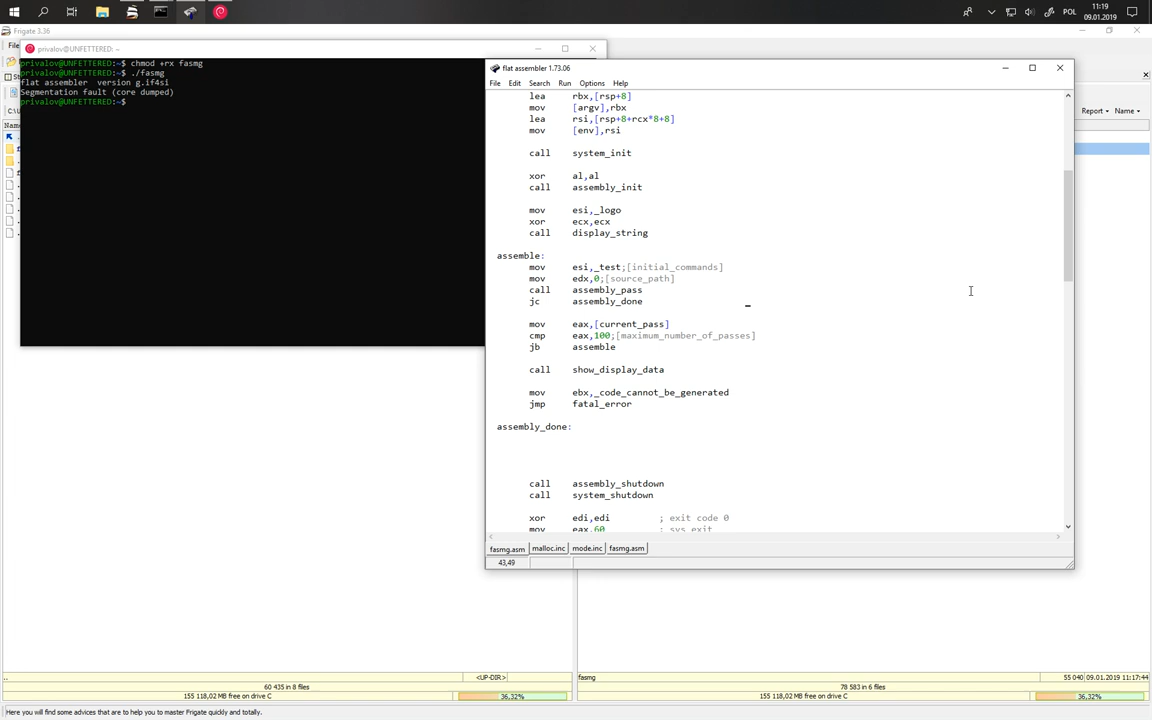 POL
11:19
09.01.2019
Frigate 3.36
File
privalov@UNFETTERED: ~
privalov@UNFETTERED:~$ chmod +rx fasmg
privalov@UNFETTERED:~$ ./fasmg
flat assembler  version g.if4si
Segmentation fault (core dumped)
privalov@UNFETTERED:~$
Report
Name
flat assembler 1.73.06
File Edit Search Run Options Help
lea rbx,[rsp+8]
mov [argv],rbx
lea rsi,[rsp+8+rcx*8+8]
mov [env],rsi
call system_init
xor al,al
call assembly_init
mov esi,_logo
xor ecx,ecx
call display_string
assemble:
mov esi,_test;[initial_commands]
mov edx,0;[source_path]
call assembly_pass
jc assembly_done
mov eax,[current_pass]
cmp eax,100;[maximum_number_of_passes]
jb assemble
call show_display_data
mov ebx,_code_cannot_be_generated
jmp fatal_error
assembly_done:
call assembly_shutdown
call system_shutdown
xor edi,edi ; exit code 0
mov eax,60 ; sys_exit
fasmg.asm malloc.inc mode.inc fasmg.asm
43,49
.. <UP-DIR>
60 435 in 8 files
155 118,02 MB free on drive C 36,32%
fasmg 55 040 09.01.2019 11:17:44
78 583 in 6 files
155 118,02 MB free on drive C 36,32%
Here you will find some advices that are to help you to master Frigate quickly and totally.